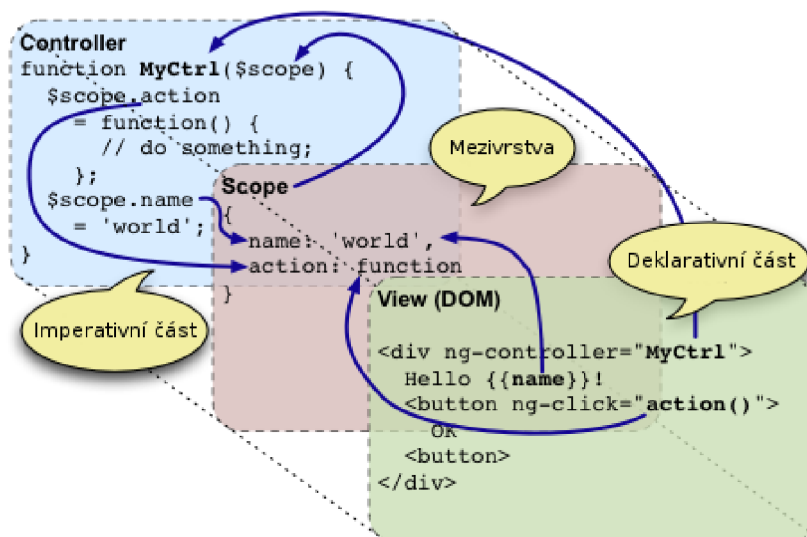 Controller
function MyCtrl($scope) {
$scope.action
= function() {
// do something;
};
$scope.name
= 'world';
}
Imperativní část
Mezivrstva
Scope
{
name: 'world',
action: function
}
Deklarativní část
View (DOM)
<div ng-controller="MyCtrl">
Hello {{name}}!
<button ng-click="action()">
OK
<button>
</div>